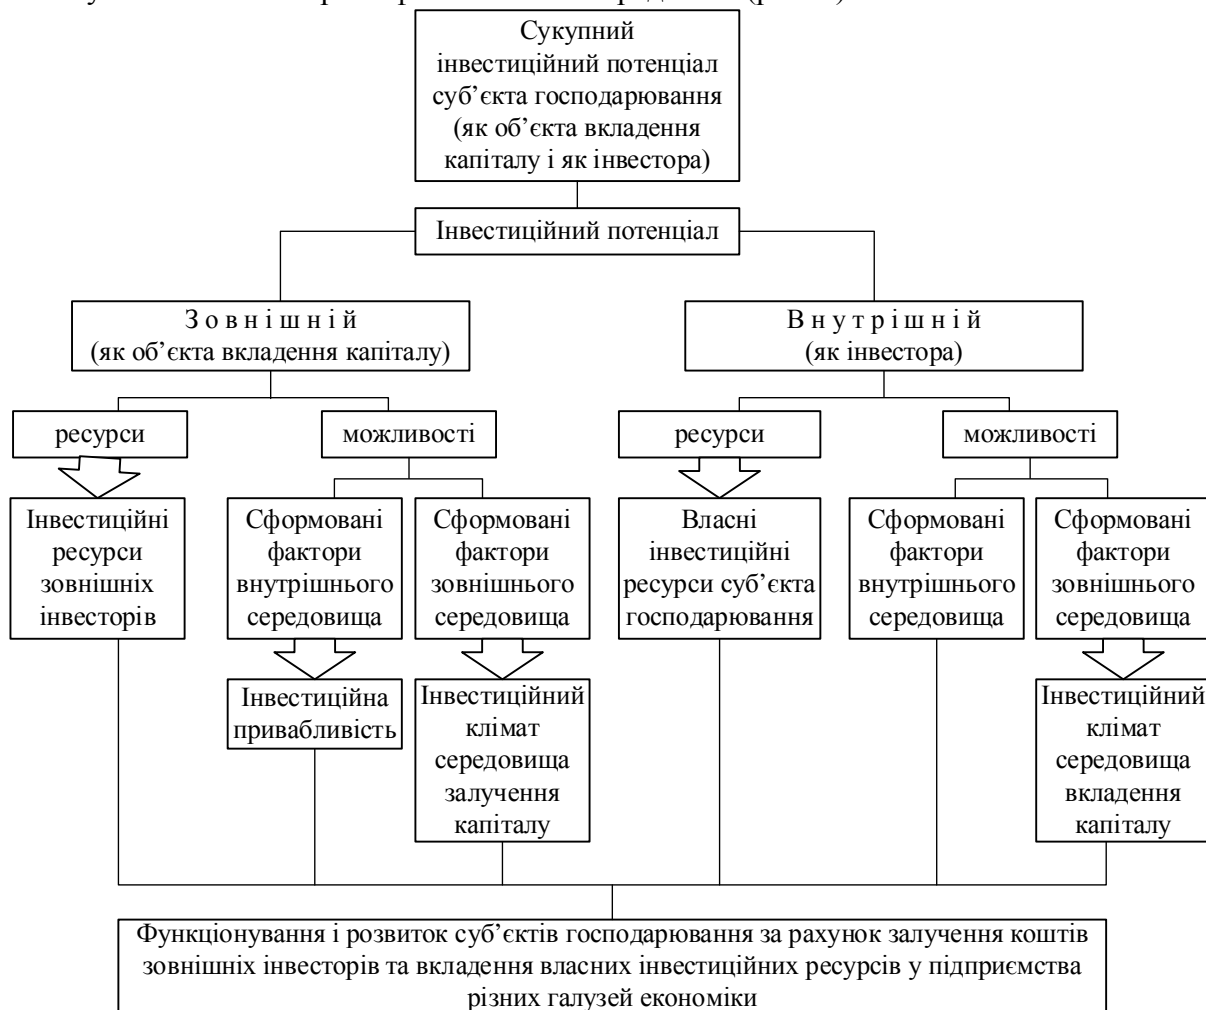 Сукупний
інвестиційний потенціал
суб’єкта господарювання
(як об’єкта вкладення
капіталу і як інвестора)
Інвестиційний потенціал
З о в н і ш н і й
(як об’єкта вкладення капіталу)
В н у т р і ш н і й
(як інвестора)
ресурси
можливості
ресурси
можливості
Інвестиційні
ресурси
зовнішніх
інвесторів
Сформовані
фактори
внутрішнього
середовища
Сформовані
фактори
зовнішнього
середовища
Власні
інвестиційні
ресурси суб’єкта
господарювання
Сформовані
фактори
внутрішнього
середовища
Сформовані
фактори
зовнішнього
середовища
Інвестиційна
привабливість
Інвестиційний
клімат
середовища
залучення
капіталу
Інвестиційний
клімат
середовища
вкладення
капіталу
Функціонування і розвиток суб’єктів господарювання за рахунок залучення коштів
зовнішніх інвесторів та вкладення власних інвестиційних ресурсів у підприємства
різних галузей економіки